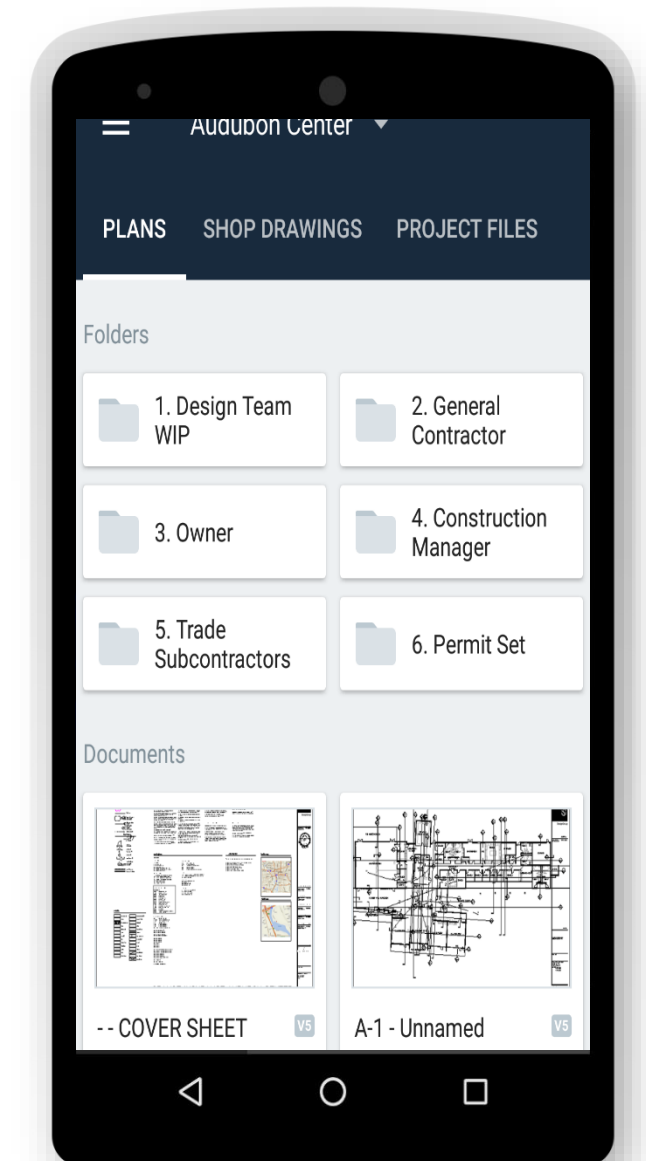 Audubon Center
PLANS SHOP DRAWINGS PROJECT FILES
Folders
1. Design Team
WIP
2. General
Contractor
3. Owner
4. Construction
Manager
5. Trade
Subcontractors
6. Permit Set
Documents
- - COVER SHEET V5
A-1 - Unnamed V5